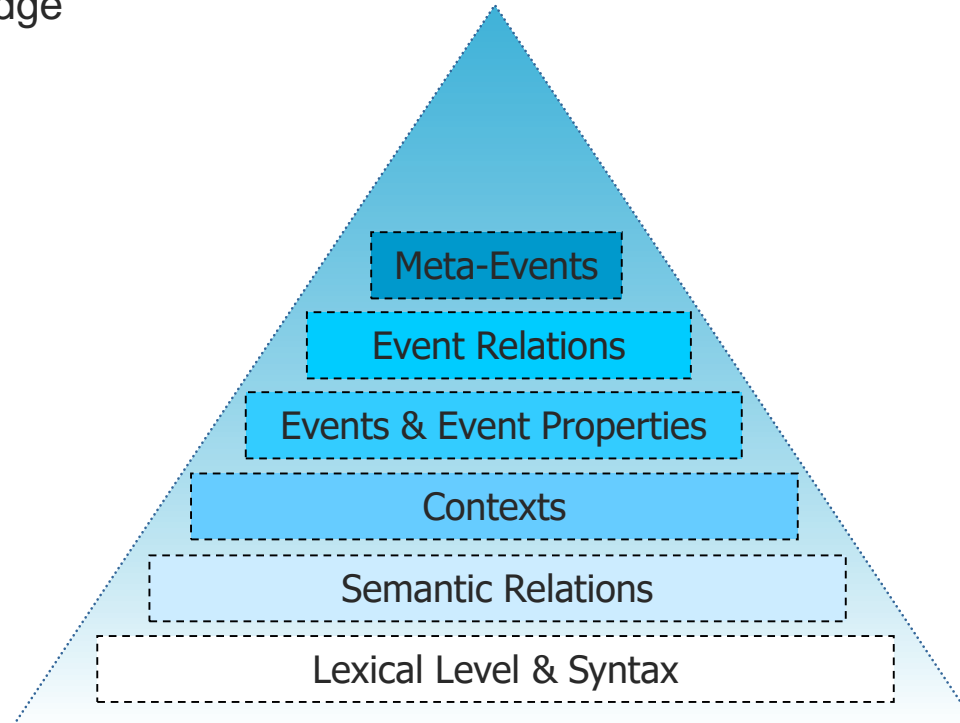 Meta-Events
Event Relations
Events & Event Properties
Contexts
Semantic Relations
Lexical Level & Syntax